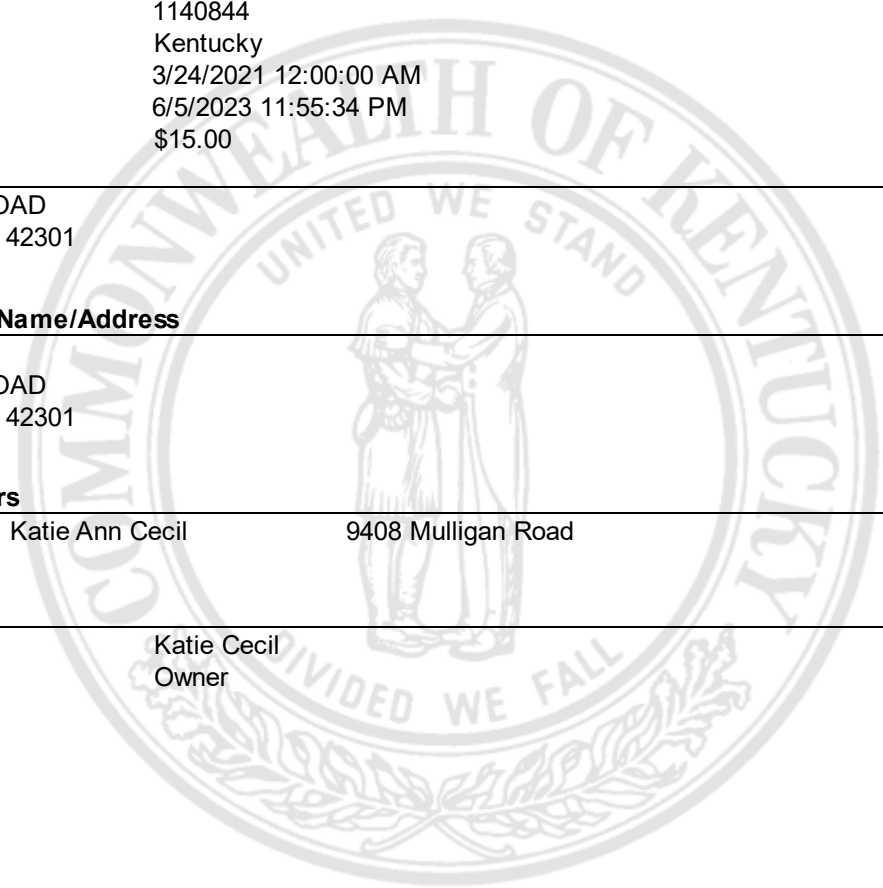 1140844
Kentucky
3/24/2021 12:00:00 AM
6/5/2023 11:55:34 PM
$15.00
OAD
42301
Name/Address
OAD
42301
rs
Katie Ann Cecil 9408 Mulligan Road
Katie Cecil
Owner
COMMONWEALTH OF KENTUCKY
UNITED WE STAND
DIVIDED WE FALL